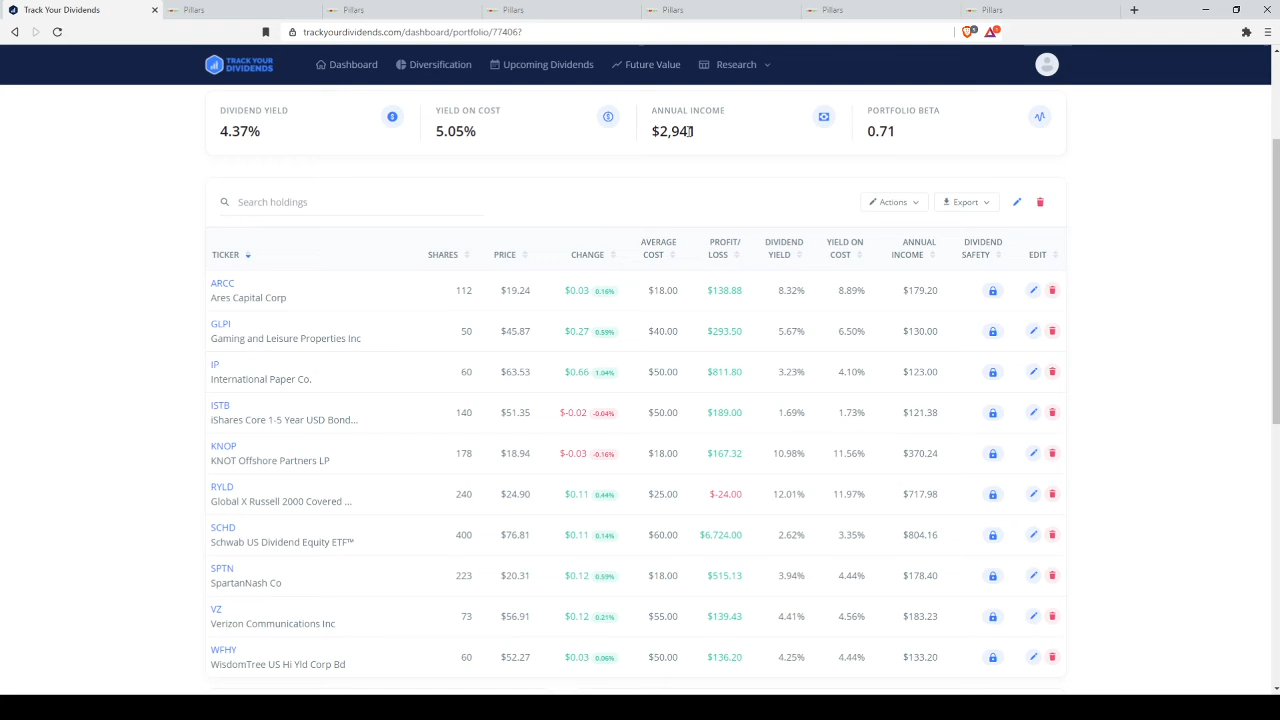 Track Your Dividends
Pillars
Pillars
Pillars
Pillars
Pillars
Pillars
trackyourdividends.com/dashboard/portfolio/77406?
TRACK YOUR
DIVIDENDS
Dashboard
Diversification
Upcoming Dividends
Future Value
Research
DIVIDEND YIELD
4.37%
YIELD ON COST
5.05%
ANNUAL INCOME
$2,941
PORTFOLIO BETA
0.71
Search holdings
Actions
Export
TICKER SHARES PRICE CHANGE AVERAGE COST PROFIT/ LOSS DIVIDEND YIELD YIELD ON COST ANNUAL INCOME DIVIDEND SAFETY EDIT
ARCC 112 $19.24 $0.03 0.16% $18.00 $138.88 8.32% 8.89% $179.20
Ares Capital Corp
GLPI 50 $45.87 $0.27 0.59% $40.00 $293.50 5.67% 6.50% $130.00
Gaming and Leisure Properties Inc
IP 60 $63.53 $0.66 1.04% $50.00 $811.80 3.23% 4.10% $123.00
International Paper Co.
ISTB 140 $51.35 $-0.02 -0.04% $50.00 $189.00 1.69% 1.73% $121.38
iShares Core 1-5 Year USD Bond...
KNOP 178 $18.94 $-0.03 -0.16% $18.00 $167.32 10.98% 11.56% $370.24
KNOT Offshore Partners LP
RYLD 240 $24.90 $0.11 0.44% $25.00 $-24.00 12.01% 11.97% $717.98
Global X Russell 2000 Covered ...
SCHD 400 $76.81 $0.11 0.14% $60.00 $6,724.00 2.62% 3.35% $804.16
Schwab US Dividend Equity ETF™
SPTN 223 $20.31 $0.12 0.59% $18.00 $515.13 3.94% 4.44% $178.40
SpartanNash Co
VZ 73 $56.91 $0.12 0.21% $55.00 $139.43 4.41% 4.56% $183.23
Verizon Communications Inc
WFHY 60 $52.27 $0.03 0.06% $50.00 $136.20 4.25% 4.44% $133.20
WisdomTree US Hi Yld Corp Bd